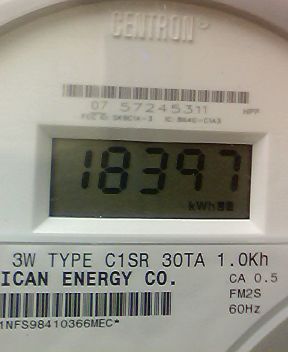 CENTRON®
07 57245311
18397
kWh
3W TYPE C1SR 30TA 1.0Kh
ICAN ENERGY CO.
CA 0.5
FM2S
60Hz
1NFS98410366MEC*